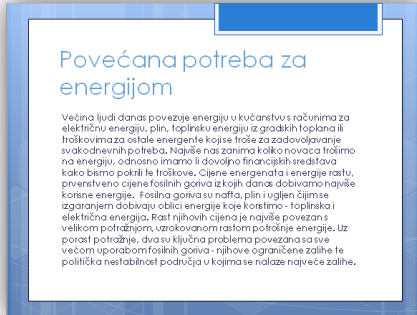 Povećana potreba za
energijom
Većina ljudi danas povezuje energiju u kućanstvu s računima za
električnu energiju, plin, toplinsku energiju iz gradskih toplana ili
troškovima za ostale energente koji se troše za zadovoljavanje
svakodnevnih potreba. Najviše nas zanima koliko novaca trošimo
na energiju, odnosno imamo li dovoljno financijskih sredstava
kako bismo pokrili te troškove. Cijene energenata i energije rastu,
prvenstveno cijene fosilnih goriva iz kojih danas dobivamo najviše
korisne energije. Fosilna goriva su nafta, plin i ugljen čijim se
izgaranjem dobivaju oblici energije koje koristimo - toplinska i
električna energija. Rast njihovih cijena je najviše povezan s
velikom potražnjom, uzrokovanom rastom potrošnje energije. Uz
porast potražnje, dva su ključna problema povezana sa sve
većom uporabom fosilnih goriva - njihove ograničene zalihe te
politička nestabilnost područja u kojima se nalaze najveće zalihe.